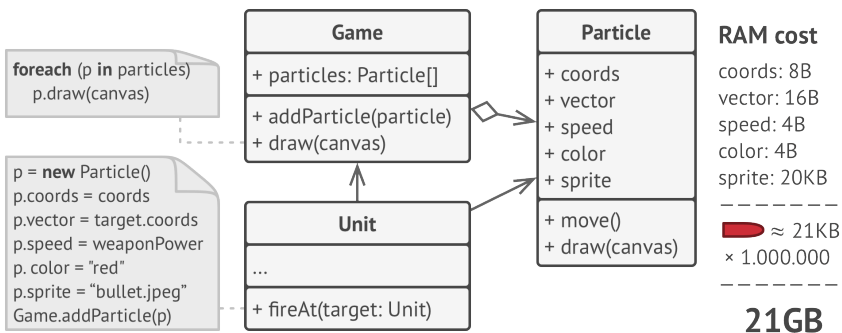 foreach (p in particles)
p.draw(canvas)
p = new Particle()
p.coords = coords
p.vector = target.coords
p.speed = weaponPower
p. color = "red"
p.sprite = “bullet.jpeg”
Game.addParticle(p)
Game
+ particles: Particle[]
+ addParticle(particle)
+ draw(canvas)
Unit
...
+ fireAt(target: Unit)
Particle
+ coords
+ vector
+ speed
+ color
+ sprite
+ move()
+ draw(canvas)
RAM cost
coords: 8B
vector: 16B
speed: 4B
color: 4B
sprite: 20KB
≈ 21KB
× 1.000.000
21GB